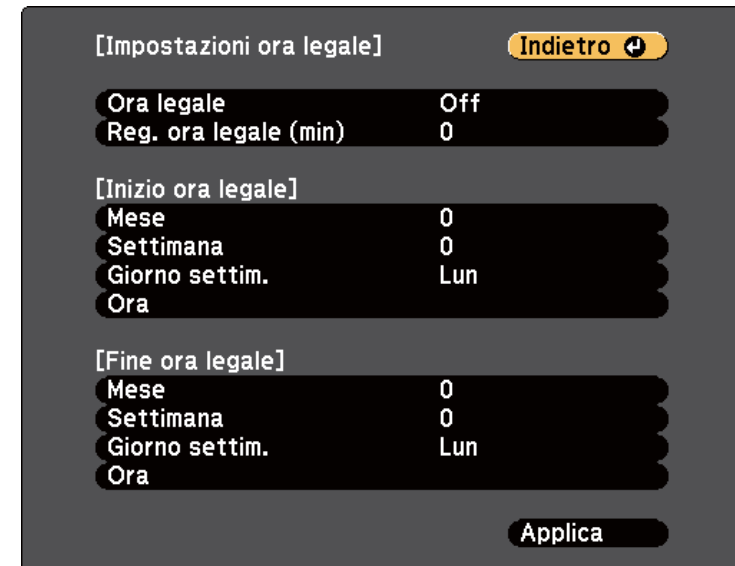 [Impostazioni ora legale] Indietro
Ora legale Off
Reg. ora legale (min) 0
[Inizio ora legale]
Mese 0
Settimana 0
Giorno settim. Lun
Ora
[Fine ora legale]
Mese 0
Settimana 0
Giorno settim. Lun
Ora
Applica